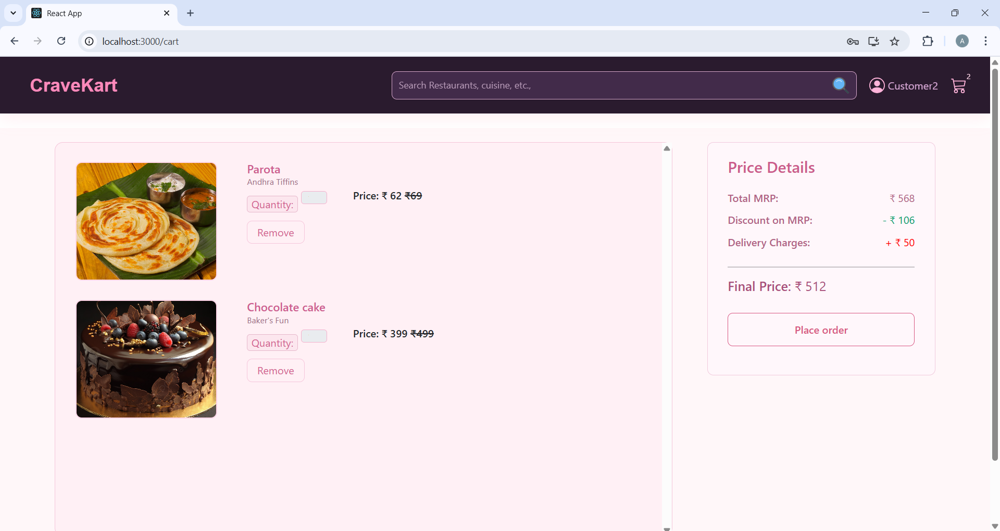 React App
localhost:3000/cart
A
CraveKart
Search Restaurants, cuisine, etc.,
Customer2
2
Parota
Andhra Tiffins
Quantity:
Price: ₹ 62 ₹69
Remove
Chocolate cake
Baker's Fun
Quantity:
Price: ₹ 399 ₹499
Remove
Price Details
Total MRP: ₹ 568
Discount on MRP: - ₹ 106
Delivery Charges: + ₹ 50
Final Price: ₹ 512
Place order